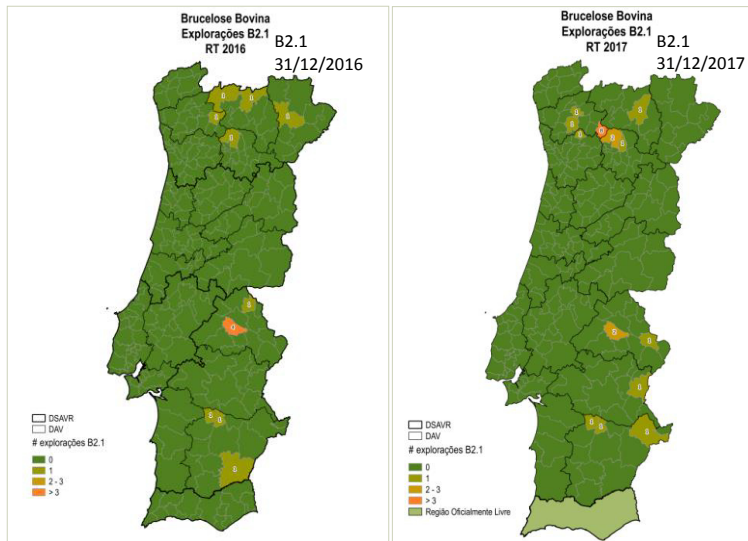 Brucelose Bovina
Explorações B2.1
RT 2016
B2.1
31/12/2016
DSAVR
DAV
# explorações B2.1
0
1
2 - 3
> 3
Brucelose Bovina
Explorações B2.1
RT 2017
B2.1
31/12/2017
DSAVR
DAV
# explorações B2.1
0
1
2 - 3
> 3
Região Oficialmente Livre